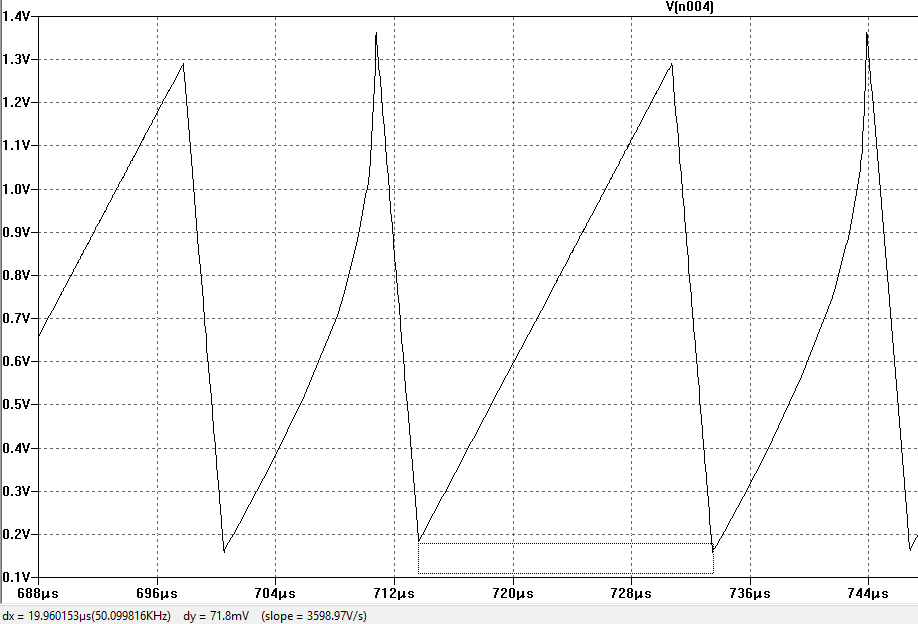 V(n004)
1.4V
1.3V
1.2V
1.1V
1.0V
0.9V
0.8V
0.7V
0.6V
0.5V
0.4V
0.3V
0.2V
0.1V
688µs 696µs 704µs 712µs 720µs 728µs 736µs 744µs
dx = 19.960153µs(50.099816KHz) dy = 71.8mV (slope = 3598.97V/s)